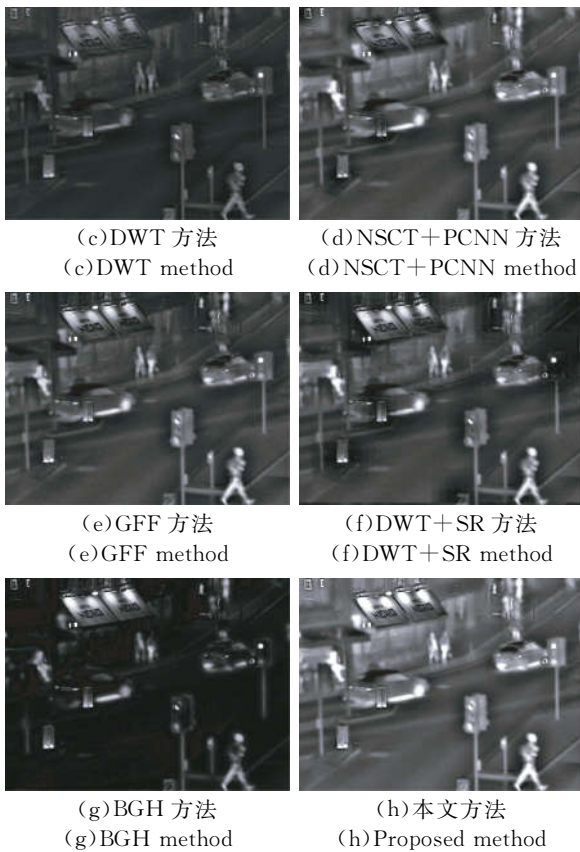 (c)DWT 方法
(c)DWT method
(d)NSCT+PCNN 方法
(d)NSCT+PCNN method
(e)GFF 方法
(e)GFF method
(f)DWT+SR 方法
(f)DWT+SR method
(g)BGH 方法
(g)BGH method
(h)本文方法
(h)Proposed method